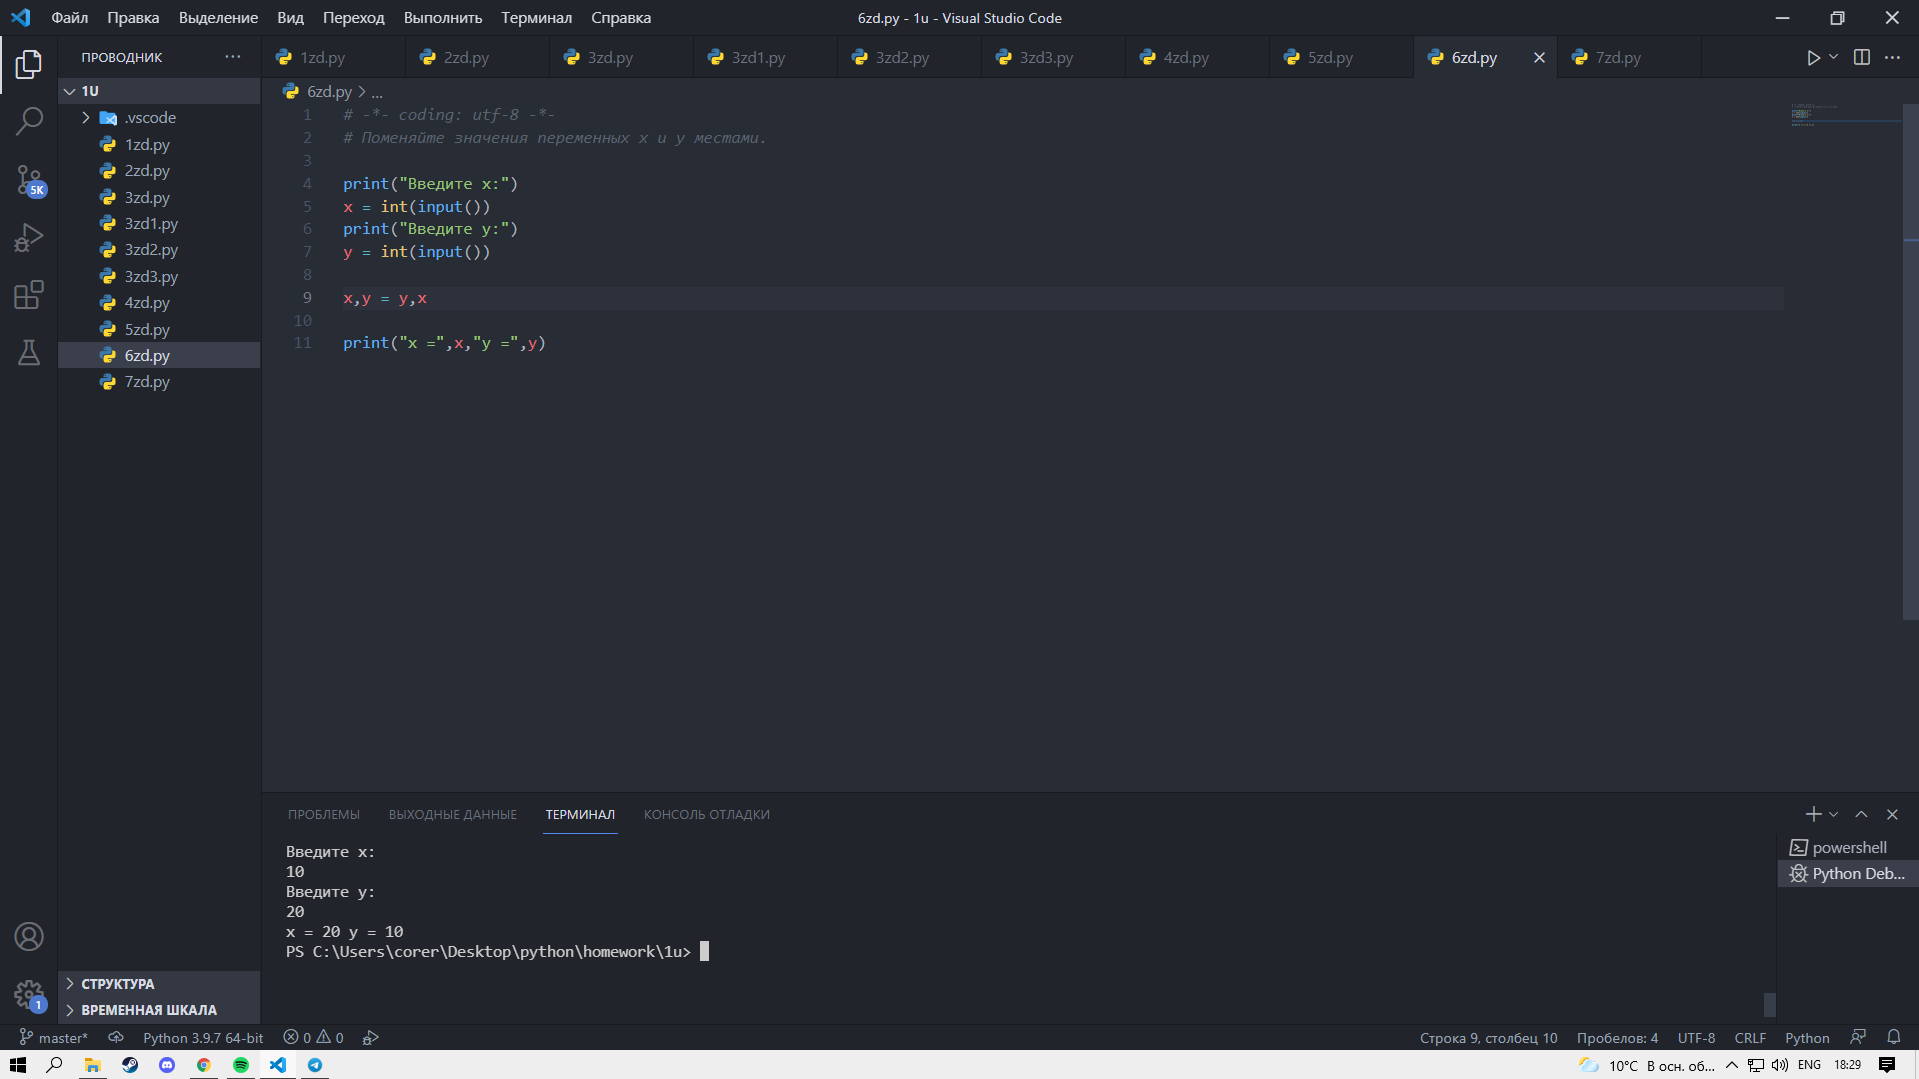 Файл Правка Выделение Вид Переход Выполнить Терминал Справка
6zd.py - 1u - Visual Studio Code
ПРОВОДНИК
1zd.py 2zd.py 3zd.py 3zd1.py 3zd2.py 3zd3.py 4zd.py 5zd.py 6zd.py 7zd.py
1U
.vscode
1zd.py
2zd.py
3zd.py
3zd1.py
3zd2.py
3zd3.py
4zd.py
5zd.py
6zd.py
7zd.py
5K
6zd.py > ...
1 # -*- coding: utf-8 -*-
2 # Поменяйте значения переменных x и y местами.
3
4 print("Введите x:")
5 x = int(input())
6 print("Введите y:")
7 y = int(input())
8
9 x,y = y,x
10
11 print("x =",x,"y =",y)
ПРОБЛЕМЫ ВЫХОДНЫЕ ДАННЫЕ ТЕРМИНАЛ КОНСОЛЬ ОТЛАДКИ
Введите x:
10
Введите y:
20
x = 20 y = 10
PS C:\Users\corer\Desktop\python\homework\1u>
powershell
Python Deb...
1
СТРУКТУРА
ВРЕМЕННАЯ ШКАЛА
master* Python 3.9.7 64-bit 0 0
Строка 9, столбец 10 Пробелов: 4 UTF-8 CRLF Python
10°C В осн. об... ENG 18:29